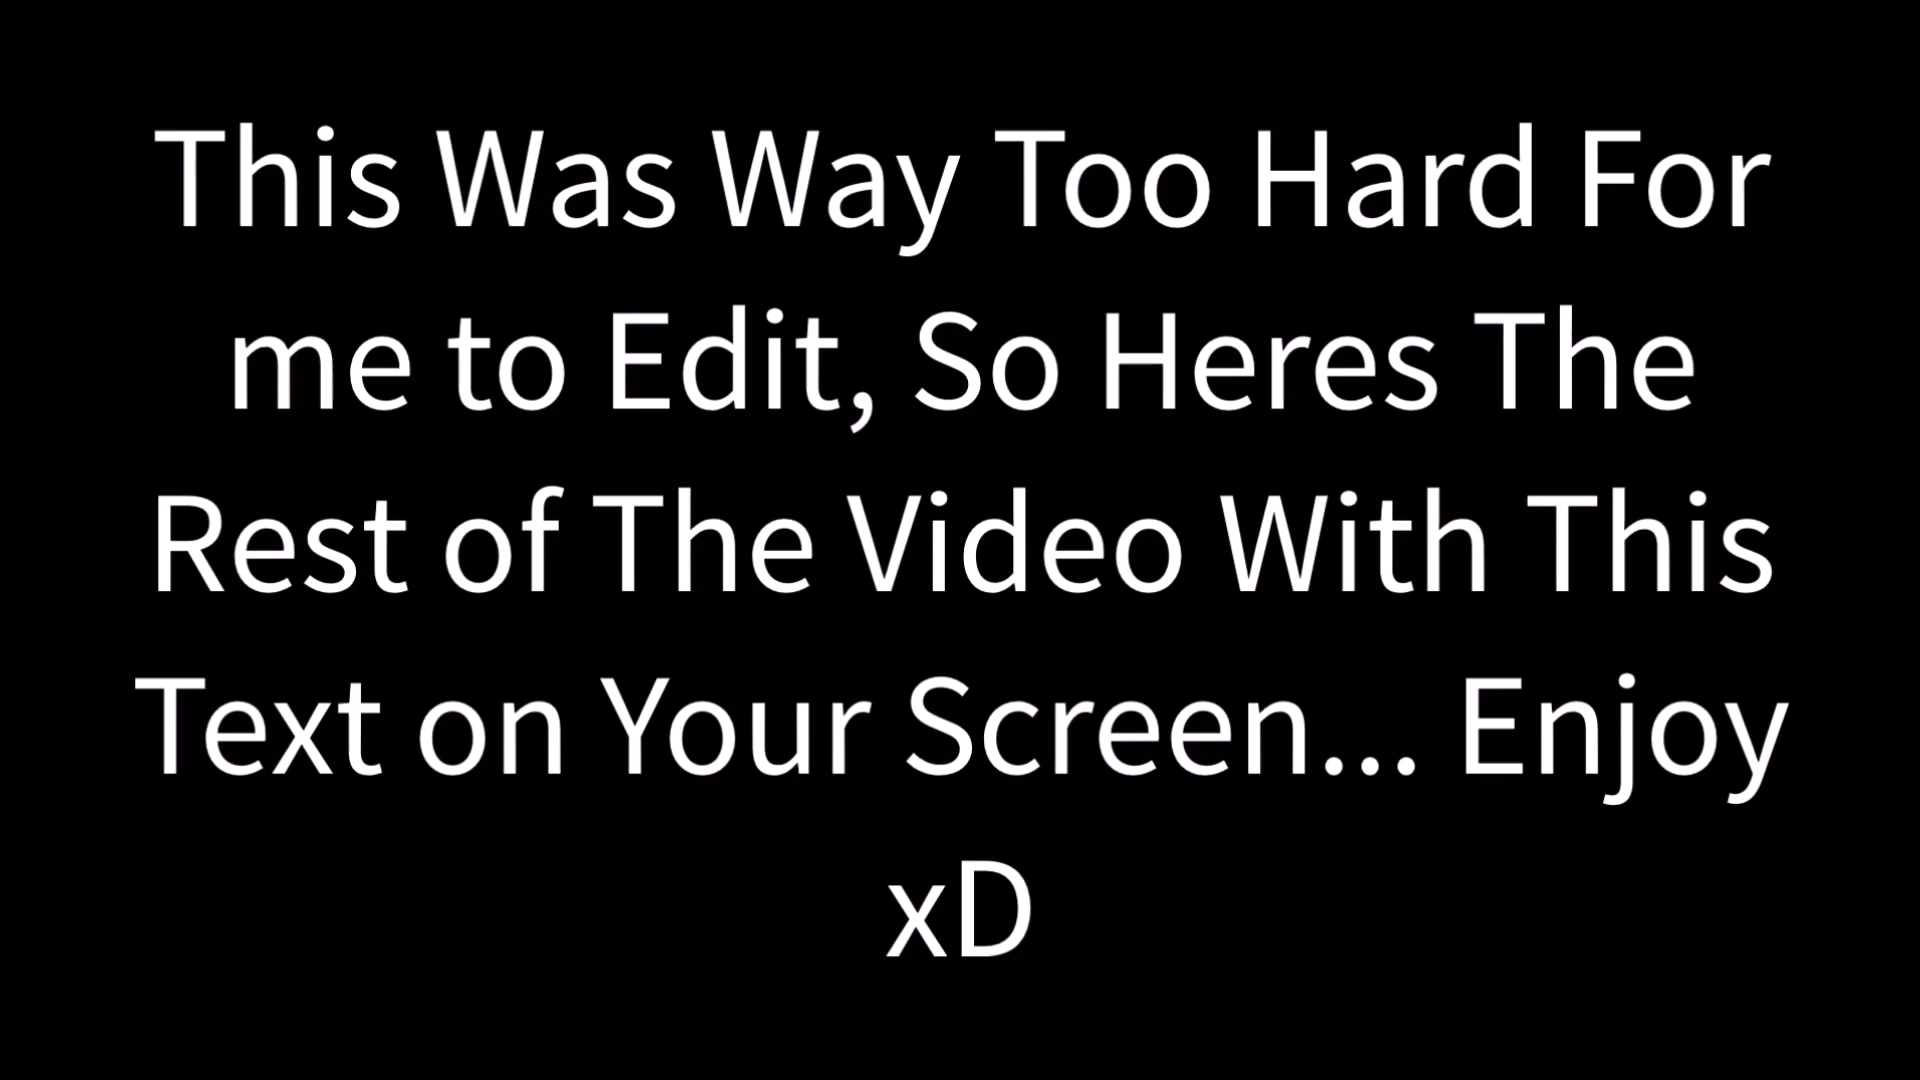 This Was Way Too Hard For
me to Edit, So Heres The
Rest of The Video With This
Text on Your Screen... Enjoy
xD